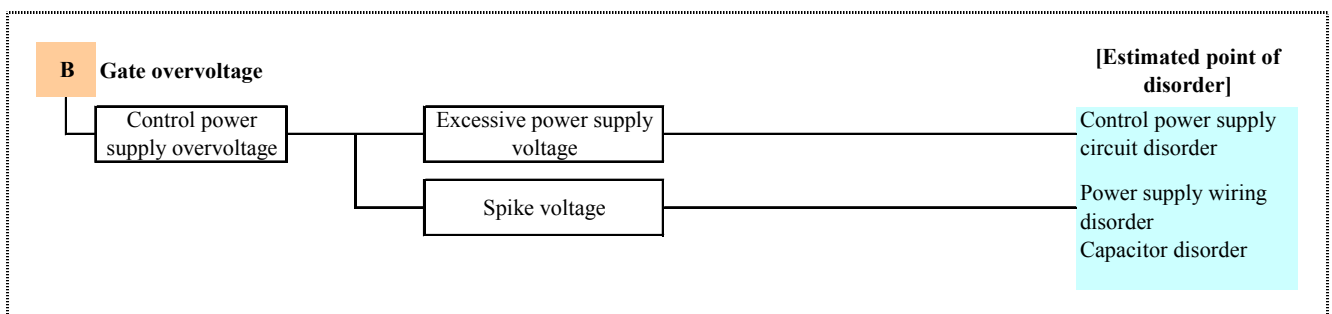 B Gate overvoltage
[Estimated point of
disorder]
Control power
supply overvoltage
Excessive power supply
voltage
Control power supply
circuit disorder
Spike voltage
Power supply wiring
disorder
Capacitor disorder